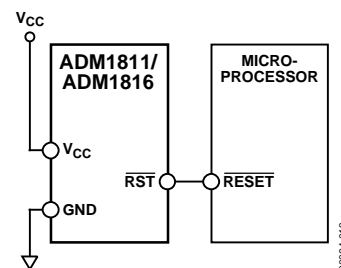 VCC
ADM1811/
ADM1816
MICRO-
PROCESSOR
VCC
RST
RESET
GND